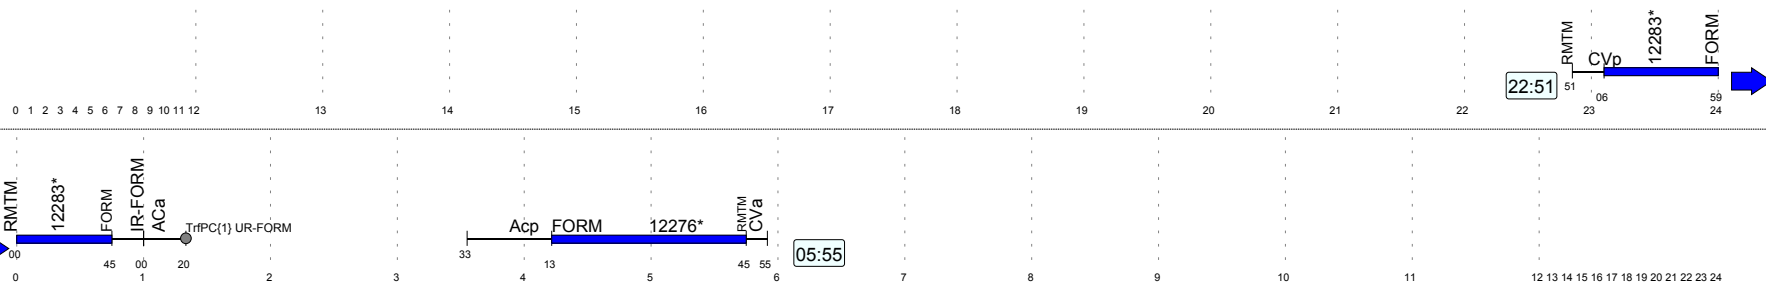 RMTM CVp 12283* FORM
22:51 51 06 59
0 1 2 3 4 5 6 7 8 9 10 11 12 13 14 15 16 17 18 19 20 21 22 23 24
RMTM 12283* FORM IR-FORM ACa TrfPC{1} UR-FORM Acp FORM 12276* RMTM CVa
00 45 00 20 33 13 45 55 05:55
0 1 2 3 4 5 6 7 8 9 10 11 12 13 14 15 16 17 18 19 20 21 22 23 24